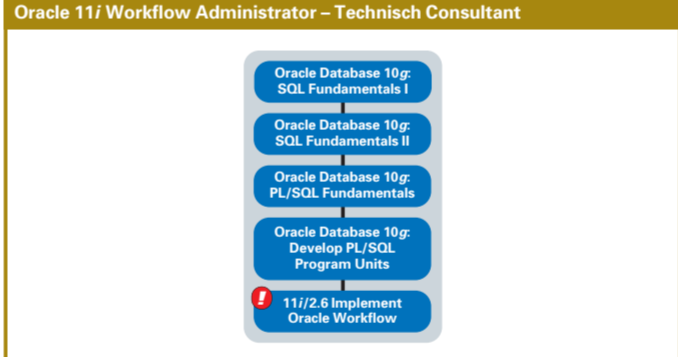 Oracle 11i Workflow Administrator – Technisch Consultant
Oracle Database 10g:
SQL Fundamentals I
Oracle Database 10g:
SQL Fundamentals II
Oracle Database 10g:
PL/SQL Fundamentals
Oracle Database 10g:
Develop PL/SQL
Program Units
!
11i/2.6 Implement
Oracle Workflow